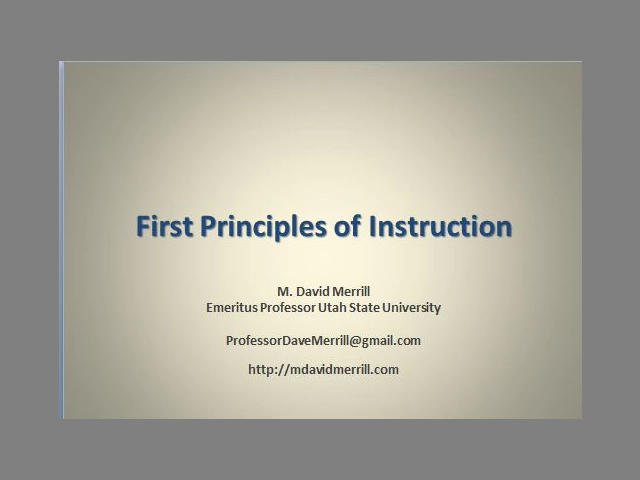 First Principles of Instruction
M. David Merrill
Emeritus Professor Utah State University
ProfessorDaveMerrill@gmail.com
http://mdavidmerrill.com